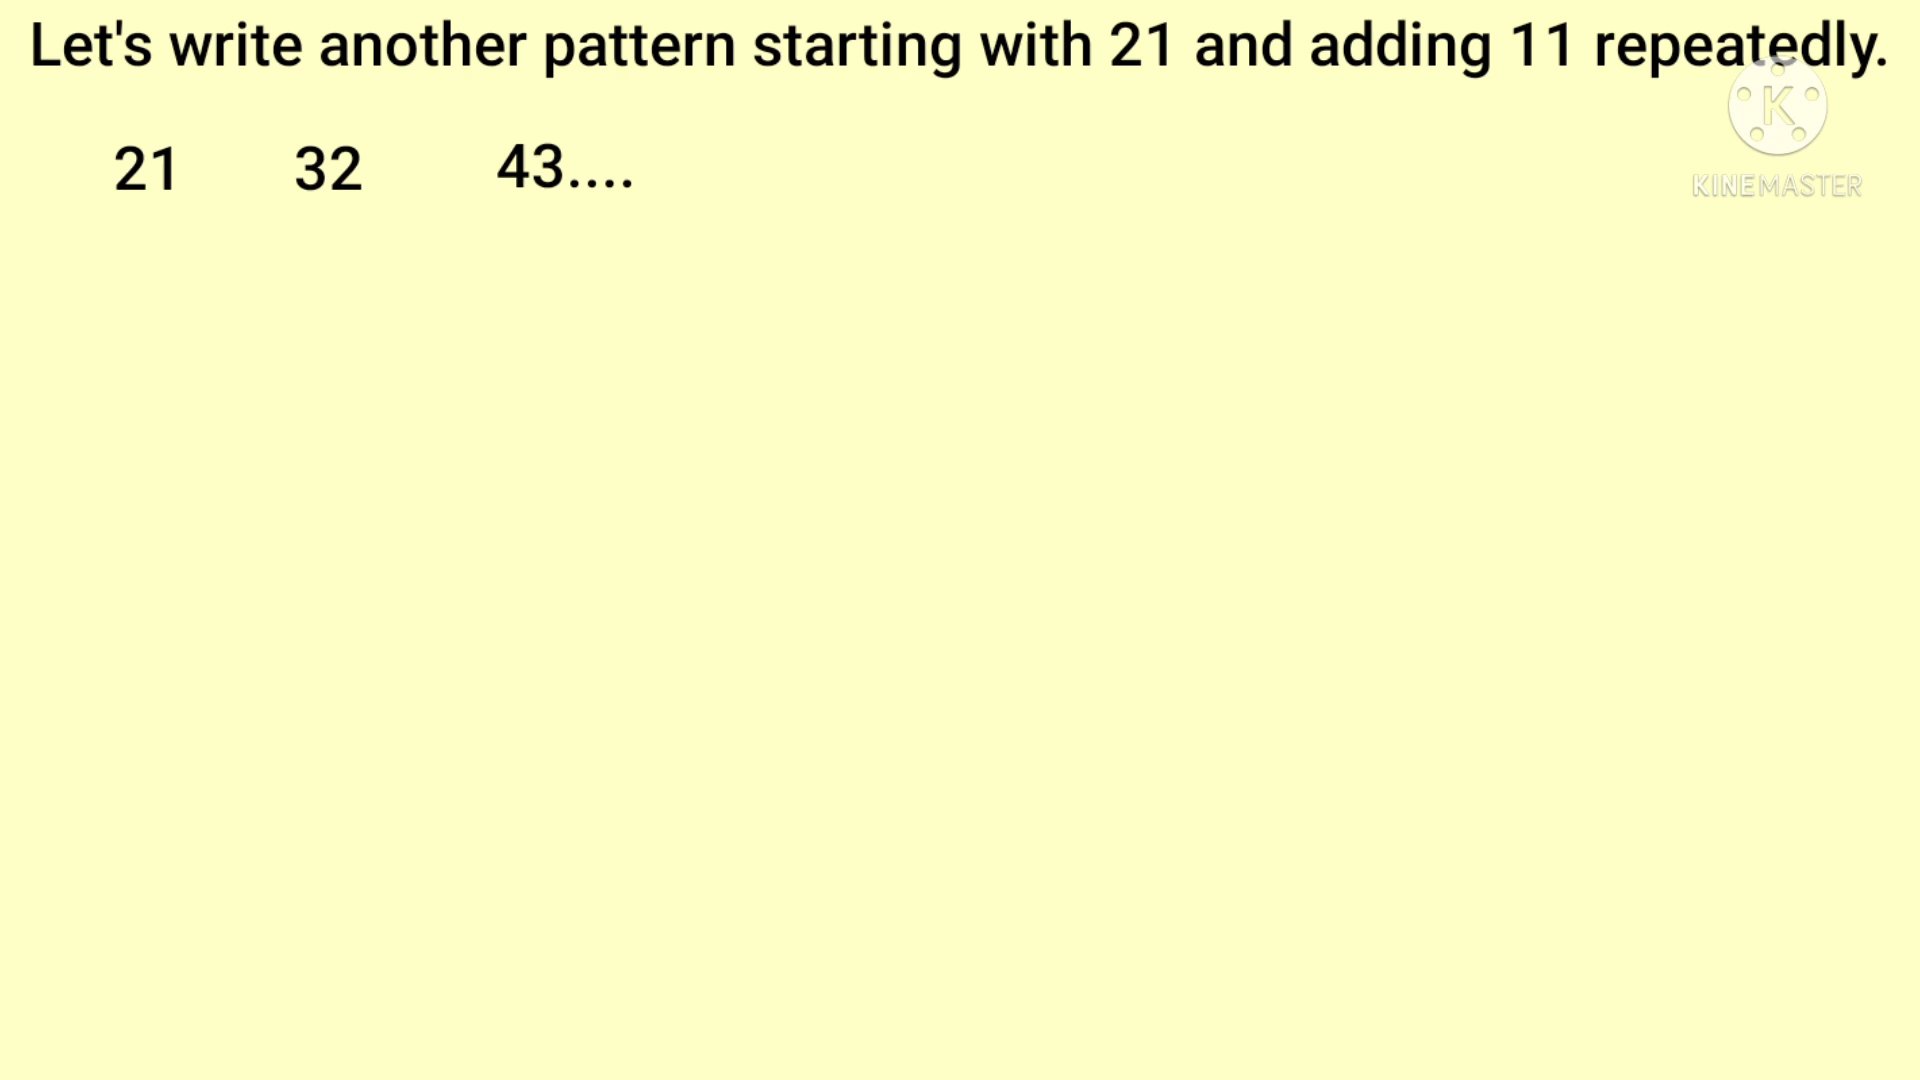 Let's write another pattern starting with 21 and adding 11 repeatedly.
21 32 43....
KINEMASTER